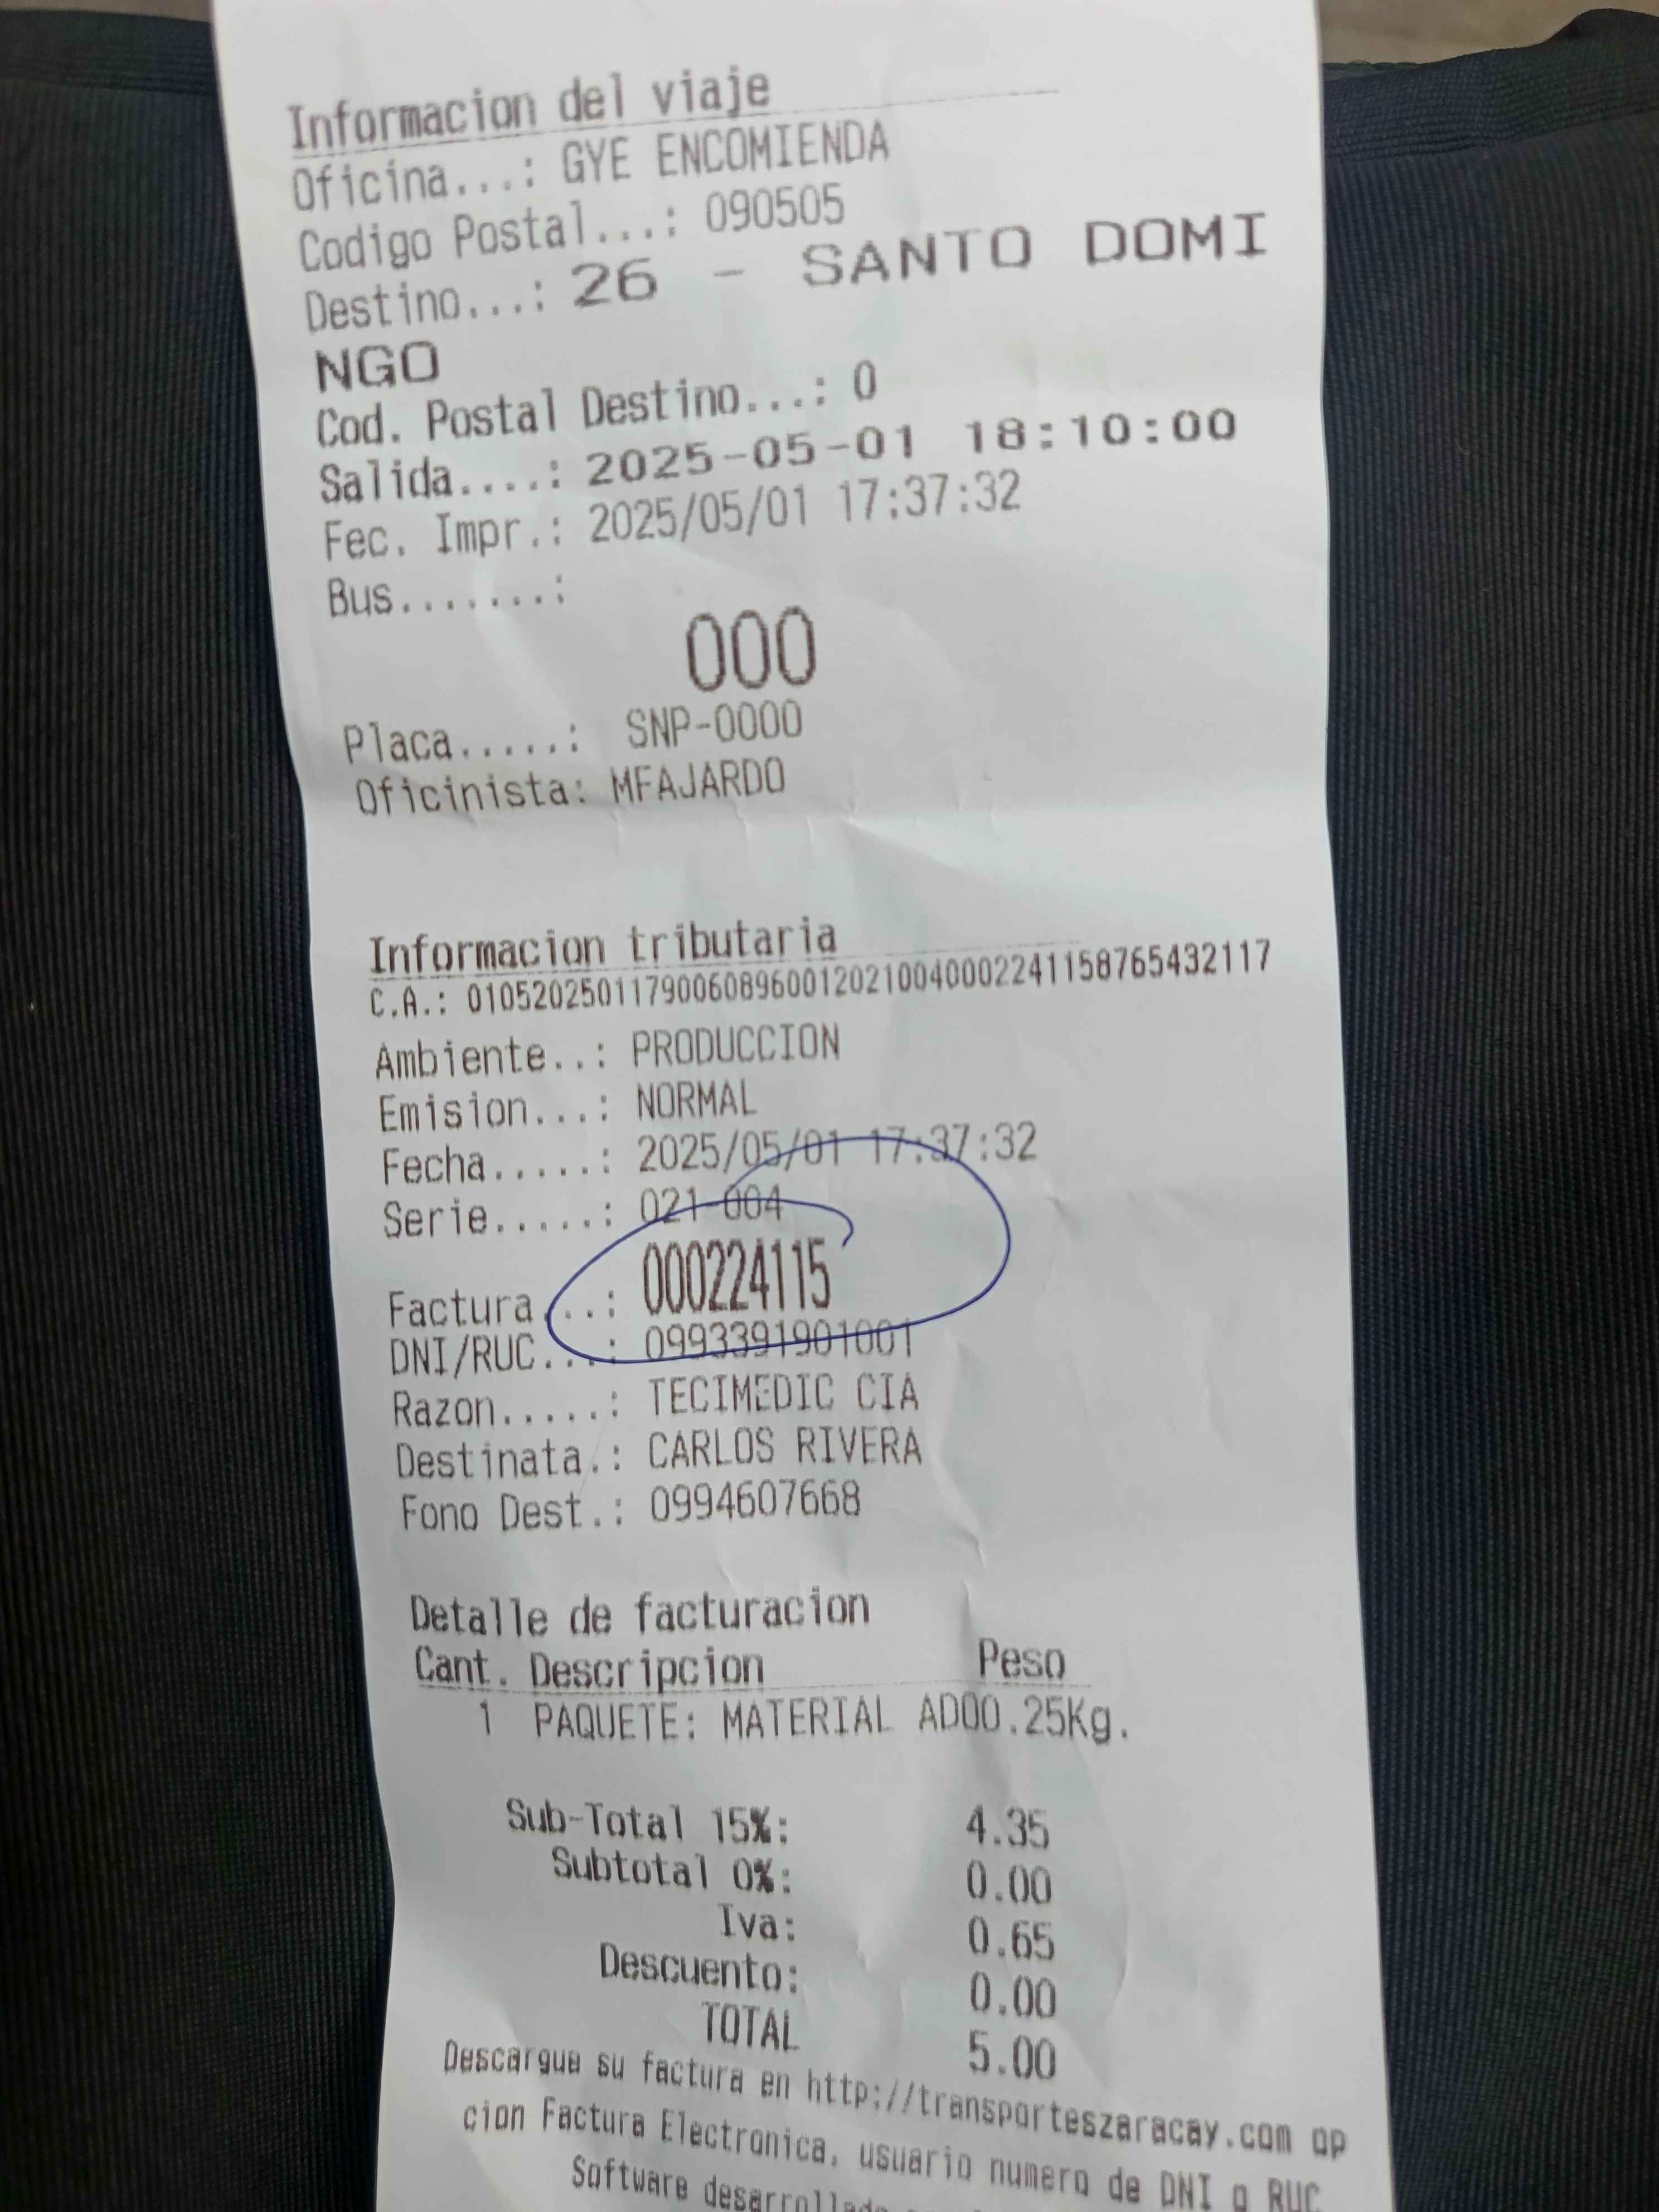 Informacion del viaje
Oficina...: GYE ENCOMIENDA
Codigo Postal...: 090505
Destino...: 26 - SANTO DOMI
NGO
Cod. Postal Destino...: 0
Salida....: 2025-05-01 18:10:00
Fec. Impr.: 2025/05/01 17:37:32
Bus.......:
000
Placa.....: SNP-0000
Oficinista: MFAJARDO
Informacion tributaria
C.A.: 0105202501179006089600120210040002241158765432117
Ambiente..: PRODUCCION
Emision...: NORMAL
Fecha.....: 2025/05/01 17:37:32
Serie.....: 021-004
Factura...: 000224115
DNI/RUC...: 0993391901001
Razon.....: TECIMEDIC CIA
Destinata.: CARLOS RIVERA
Fono Dest.: 0994607668
Detalle de facturacion
Cant. Descripcion Peso
1 PAQUETE: MATERIAL ADOO.25Kg.
Sub-Total 15%: 4.35
Subtotal 0%: 0.00
Iva: 0.65
Descuento: 0.00
TOTAL 5.00
Descargue su factura en http://transporteszaracay.com op
cion Factura Electronica, usuario numero de DNI o RUC
Software desarrollado